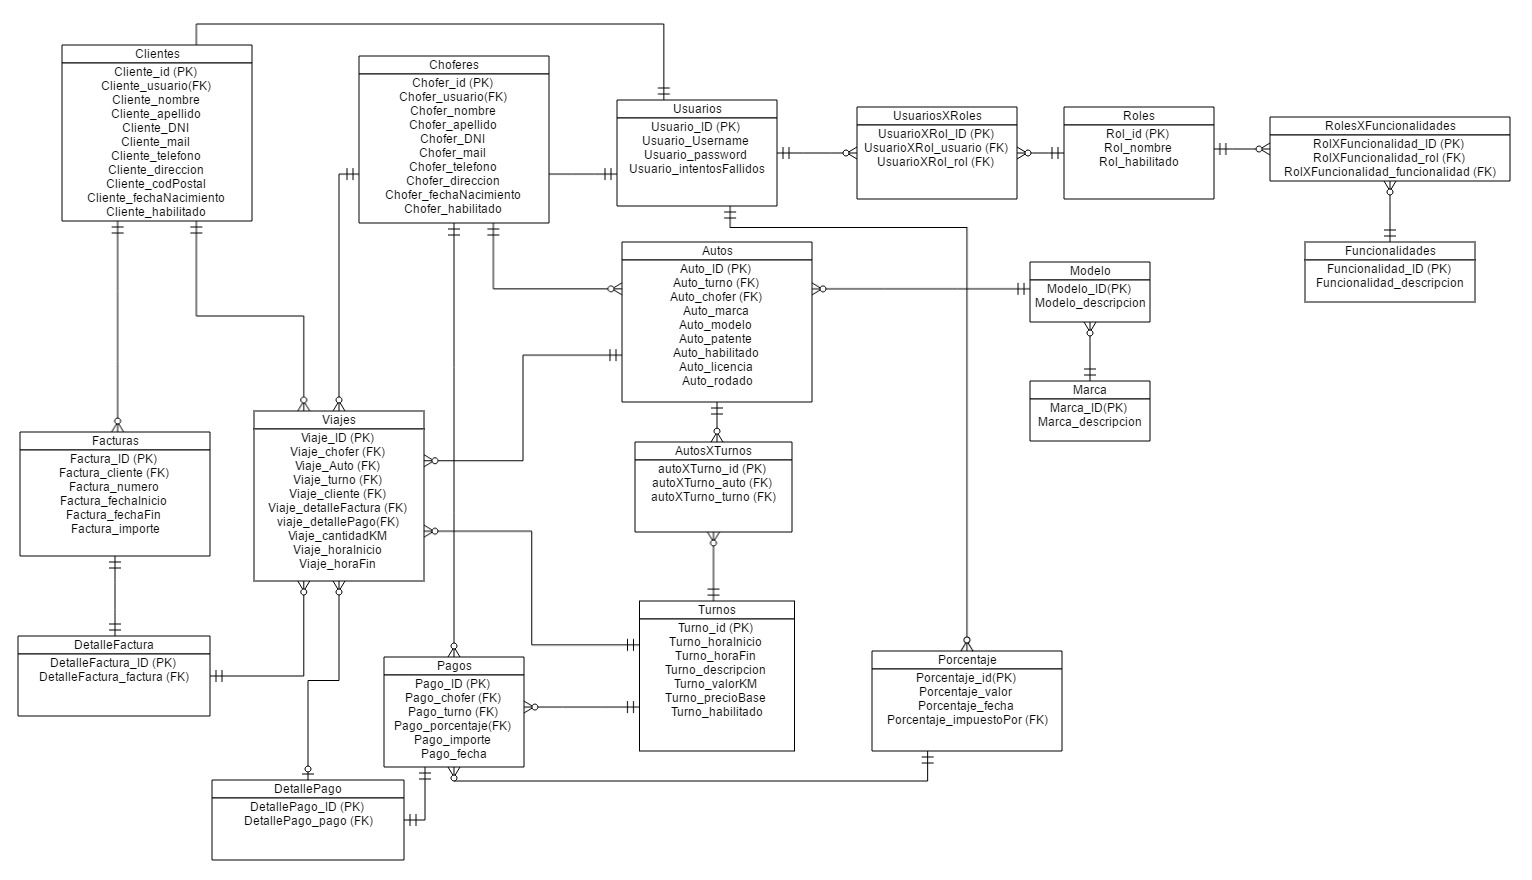 Clientes
Cliente_id (PK)
Cliente_usuario(FK)
Cliente_nombre
Cliente_apellido
Cliente_DNI
Cliente_mail
Cliente_telefono
Cliente_direccion
Cliente_codPostal
Cliente_fechaNacimiento
Cliente_habilitado
Choferes
Chofer_id (PK)
Chofer_usuario(FK)
Chofer_nombre
Chofer_apellido
Chofer_DNI
Chofer_mail
Chofer_telefono
Chofer_direccion
Chofer_fechaNacimiento
Chofer_habilitado
Usuarios
Usuario_ID (PK)
Usuario_Username
Usuario_password
Usuario_intentosFallidos
UsuariosXRoles
UsuarioXRol_ID (PK)
UsuarioXRol_usuario (FK)
UsuarioXRol_rol (FK)
Roles
Rol_id (PK)
Rol_nombre
Rol_habilitado
RolesXFuncionalidades
RolXFuncionalidad_ID (PK)
RolXFuncionalidad_rol (FK)
RolXFuncionalidad_funcionalidad (FK)
Funcionalidades
Funcionalidad_ID (PK)
Funcionalidad_descripcion
Autos
Auto_ID (PK)
Auto_turno (FK)
Auto_chofer (FK)
Auto_marca
Auto_modelo
Auto_patente
Auto_habilitado
Auto_licencia
Auto_rodado
Modelo
Modelo_ID(PK)
Modelo_descripcion
Marca
Marca_ID(PK)
Marca_descripcion
Facturas
Factura_ID (PK)
Factura_cliente (FK)
Factura_numero
Factura_fechaInicio
Factura_fechaFin
Factura_importe
Viajes
Viaje_ID (PK)
Viaje_chofer (FK)
Viaje_Auto (FK)
Viaje_turno (FK)
Viaje_cliente (FK)
Viaje_detalleFactura (FK)
viaje_detallePago(FK)
Viaje_cantidadKM
Viaje_horaInicio
Viaje_horaFin
AutosXTurnos
autoXTurno_id (PK)
autoXTurno_auto (FK)
autoXTurno_turno (FK)
DetalleFactura
DetalleFactura_ID (PK)
DetalleFactura_factura (FK)
Pagos
Pago_ID (PK)
Pago_chofer (FK)
Pago_turno (FK)
Pago_porcentaje(FK)
Pago_importe
Pago_fecha
Turnos
Turno_id (PK)
Turno_horaInicio
Turno_horaFin
Turno_descripcion
Turno_valorKM
Turno_precioBase
Turno_habilitado
Porcentaje
Porcentaje_id(PK)
Porcentaje_valor
Porcentaje_fecha
Porcentaje_impuestoPor (FK)
DetallePago
DetallePago_ID (PK)
DetallePago_pago (FK)